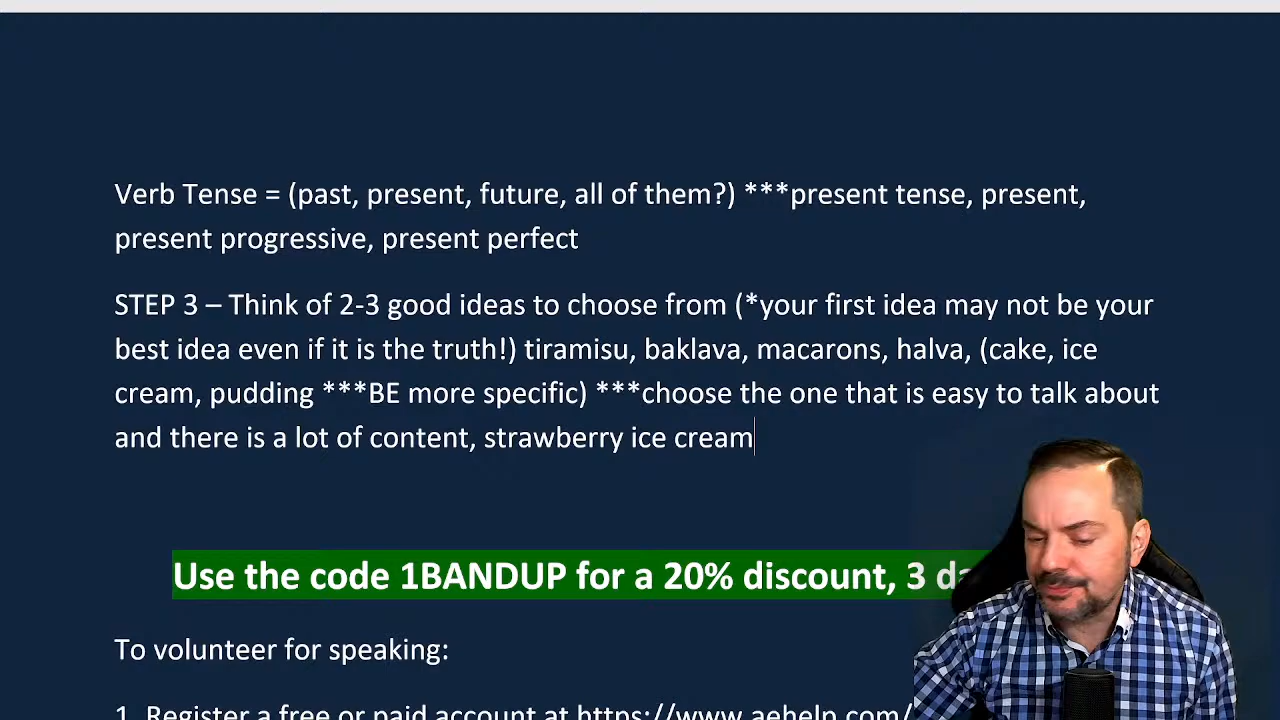 Verb Tense = (past, present, future, all of them?) ***present tense, present,
present progressive, present perfect
STEP 3 – Think of 2-3 good ideas to choose from (*your first idea may not be your
best idea even if it is the truth!) tiramisu, baklava, macarons, halva, (cake, ice
cream, pudding ***BE more specific) ***choose the one that is easy to talk about
and there is a lot of content, strawberry ice cream
Use the code 1BANDUP for a 20% discount, 3 da
To volunteer for speaking:
1. Register a free or paid account at https://www.aehelp.com/